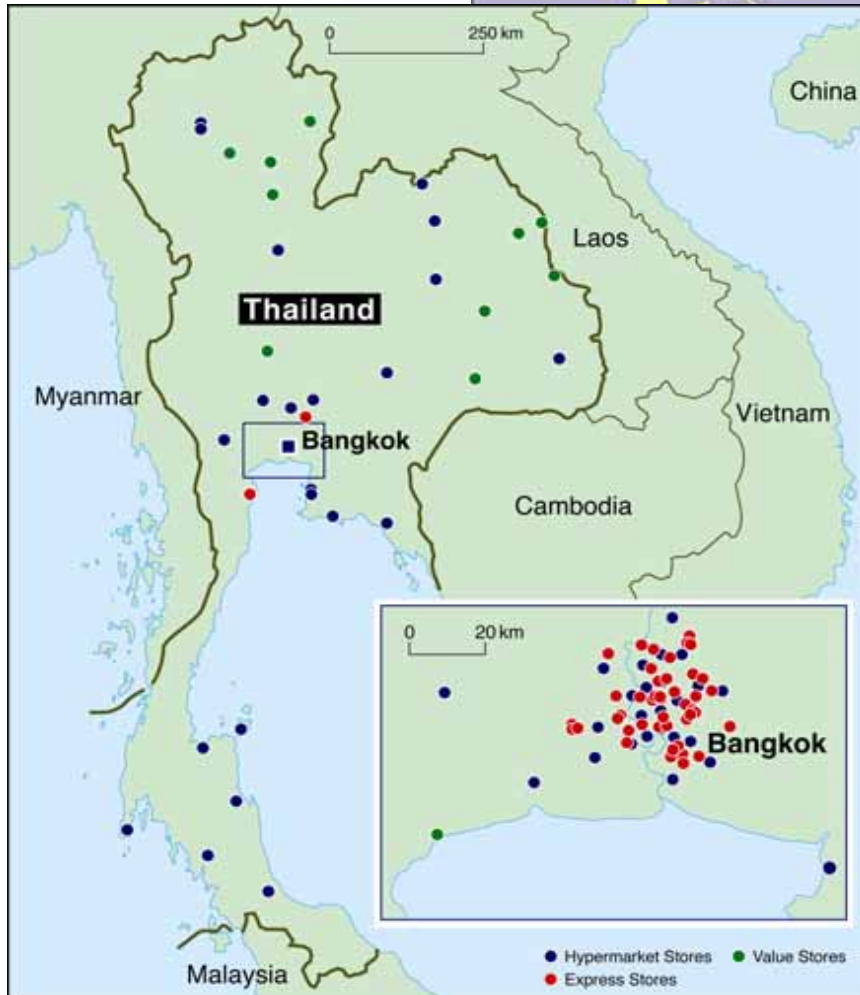 0 250 km
China
Laos
Thailand
Myanmar
Vietnam
Bangkok
Cambodia
0 20 km
Bangkok
Hypermarket Stores
Value Stores
Express Stores
Malaysia